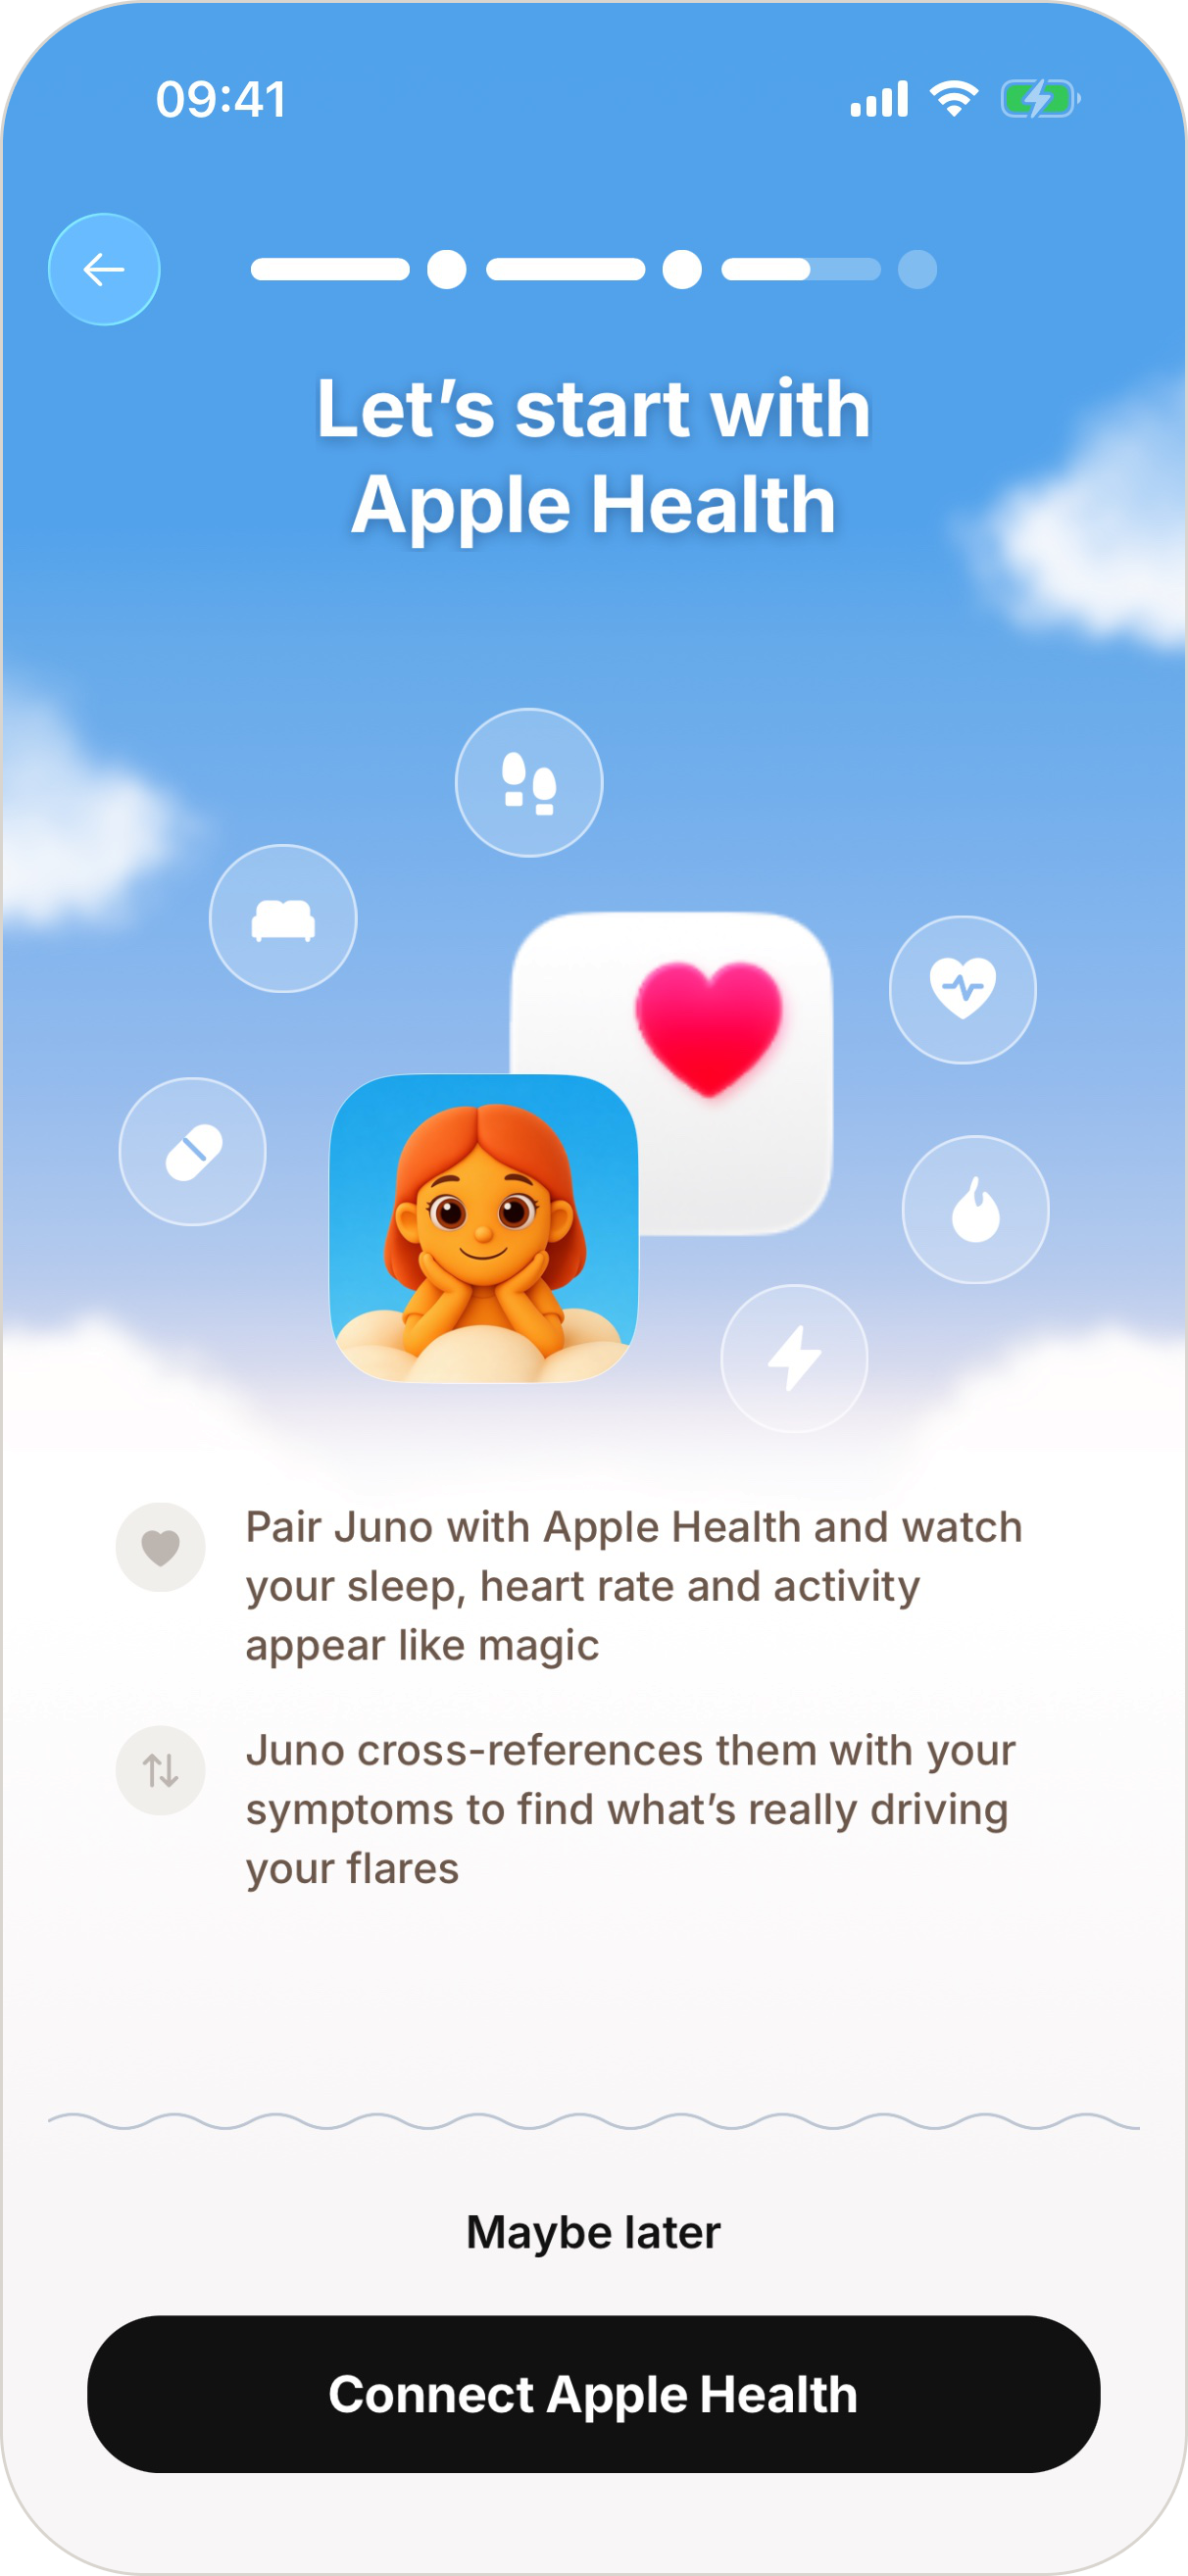 09:41
Let’s start with
Apple Health
Pair Juno with Apple Health and watch
your sleep, heart rate and activity
appear like magic
Juno cross-references them with your
symptoms to find what’s really driving
your flares
Maybe later
Connect Apple Health